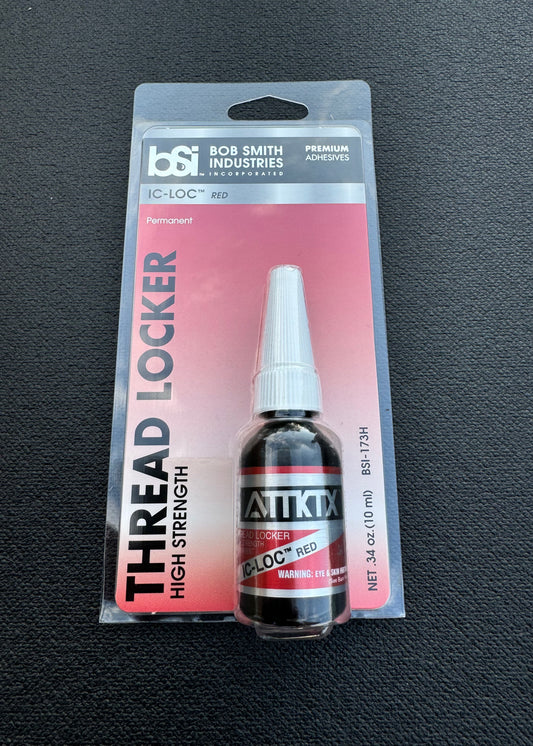 bsi
BOB SMITH
INDUSTRIES
INCORPORATED
PREMIUM
ADHESIVES
IC-LOC™ RED
Permanent
THREAD LOCKER
HIGH STRENGTH
ATTKTX
EAD LOCKER
IC-LOC™ RED
WARNING: EYE & SKIN
NET .34 oz.(10 ml) BSI-173H